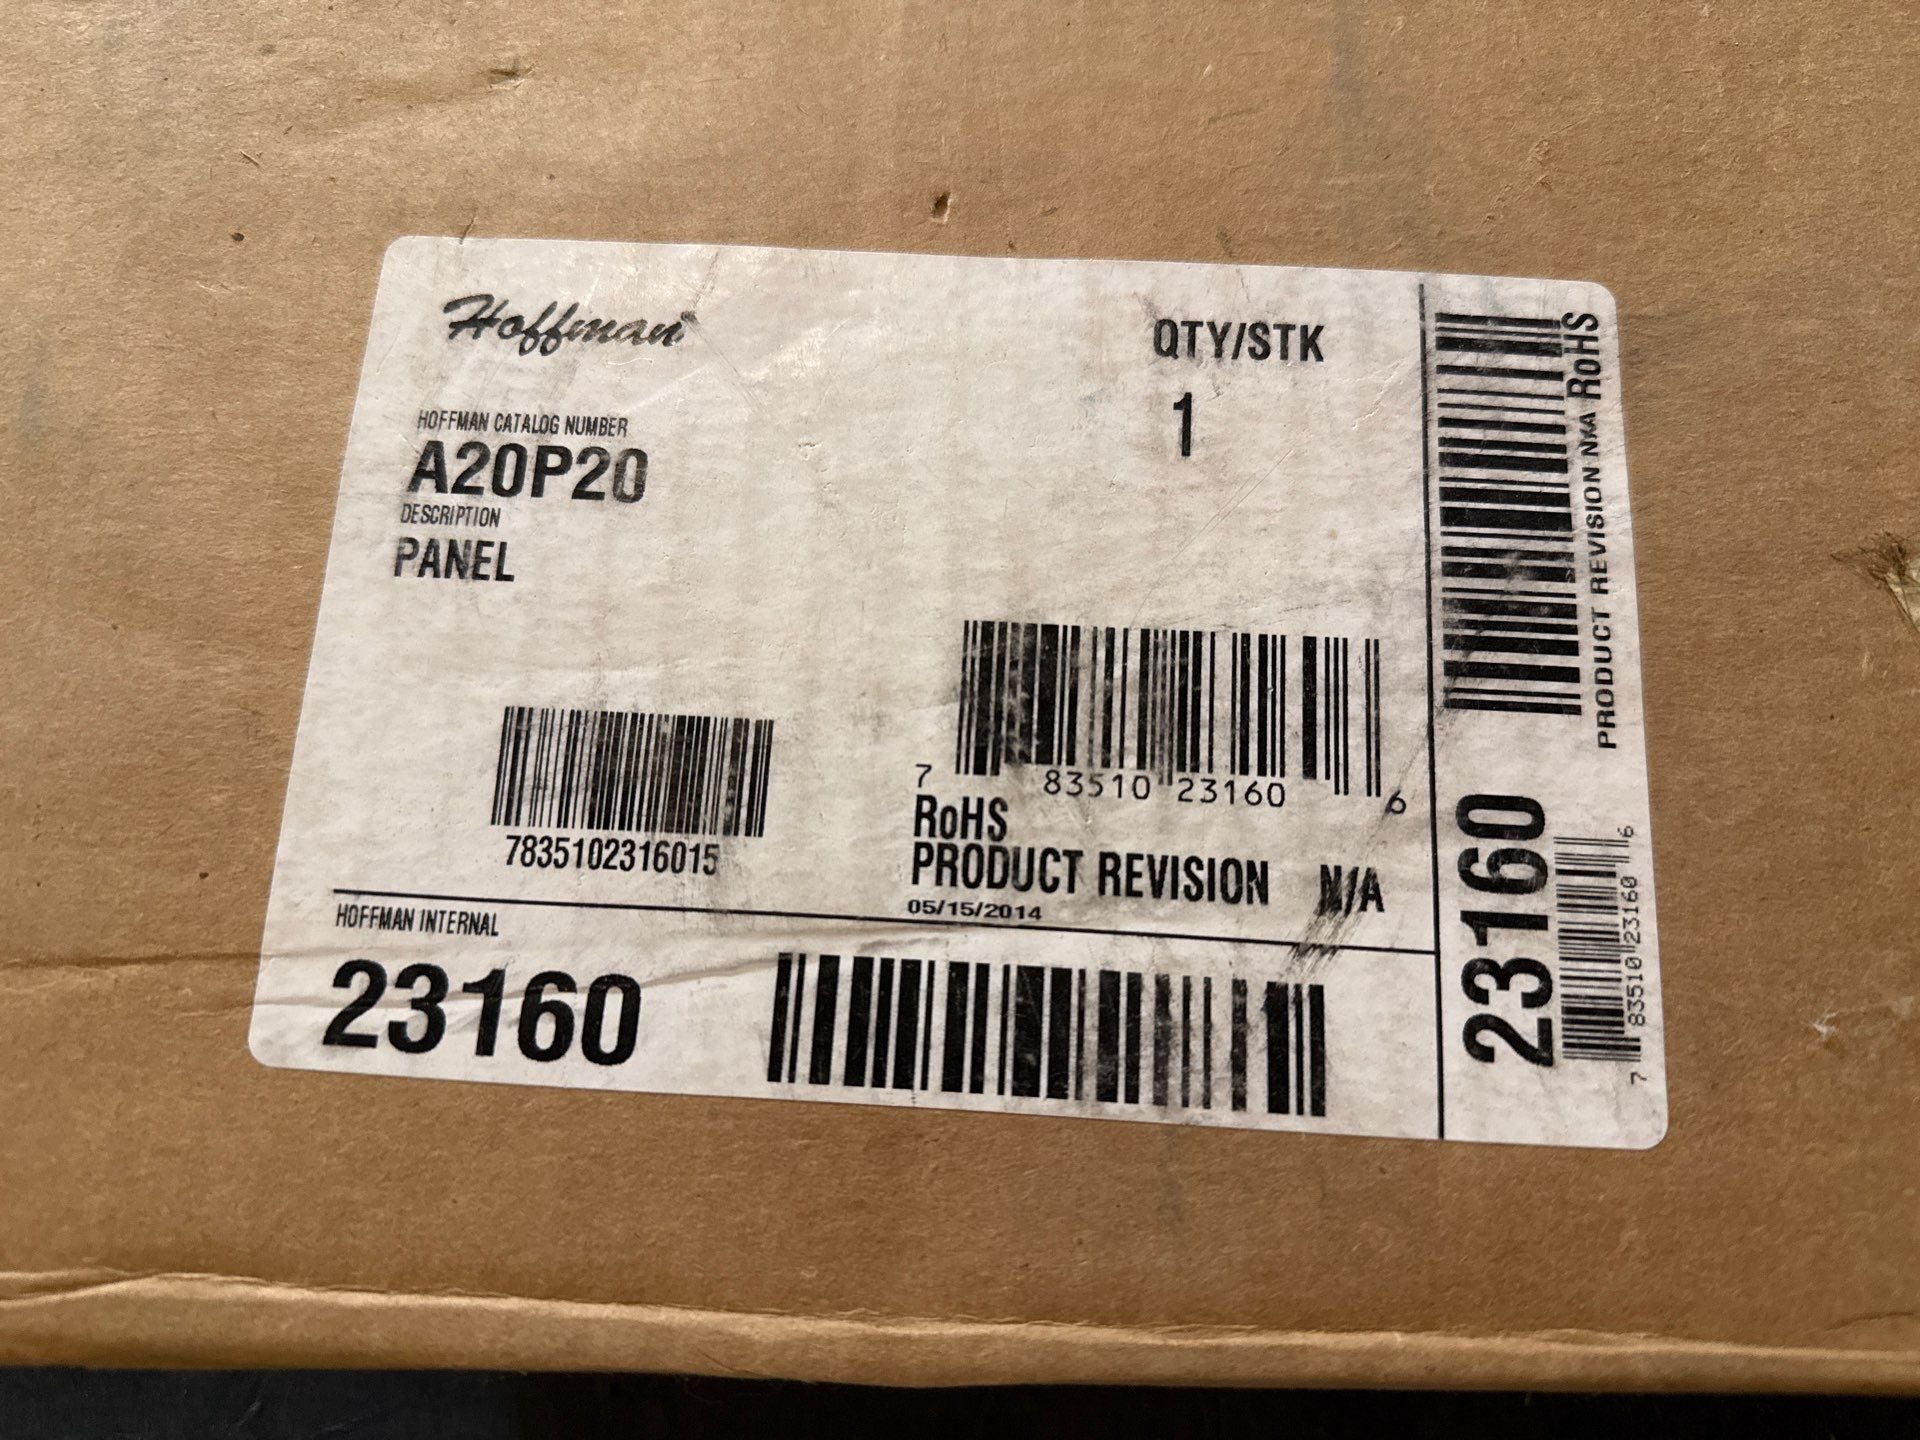 Hoffman
QTY/STK
1
HOFFMAN CATALOG NUMBER
A20P20
DESCRIPTION
PANEL
7835102316015
7 83510 23160 6
RoHS
PRODUCT REVISION N/A
05/15/2014
HOFFMAN INTERNAL
23160
PRODUCT REVISION N/A RoHS
23160
7 83510 23160 6